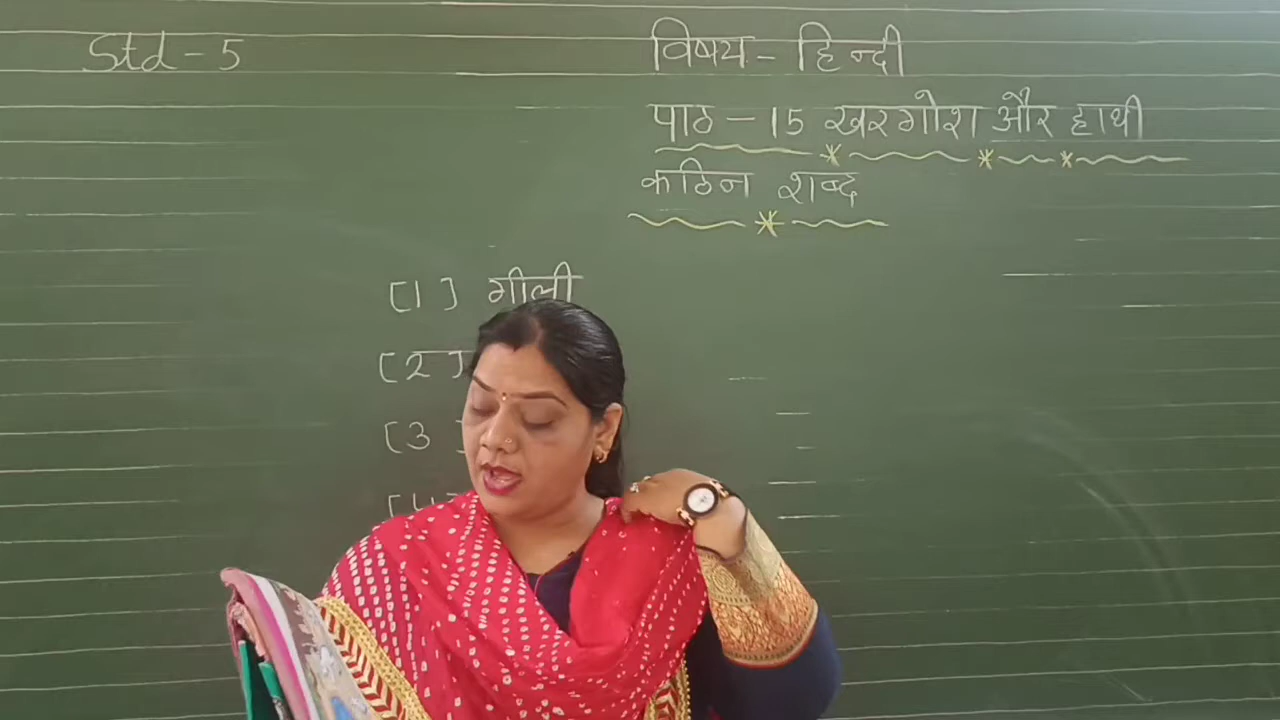 Std-5
विषय - हिन्दी
पाठ - 15 खरगोश और हाथी
कठिन शब्द
[1] गीली
[2]
[3